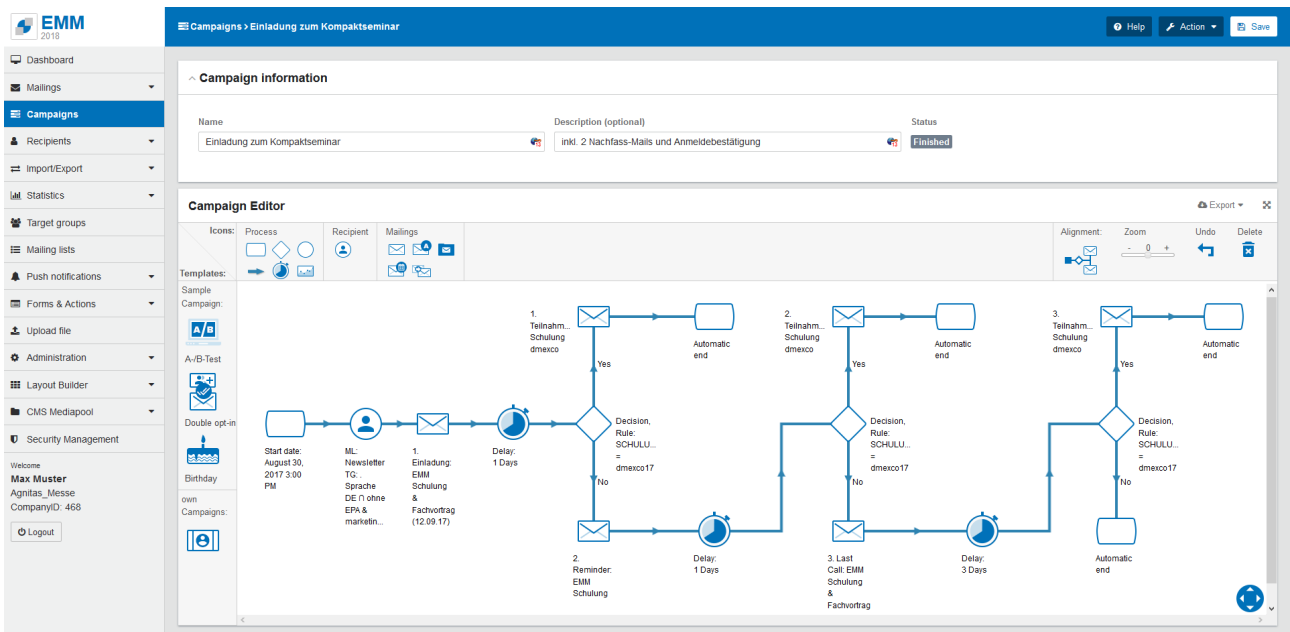 EMM
2018
Campaigns > Einladung zum Kompaktseminar
Help
Action
Save
Dashboard
Mailings
Campaigns
Recipients
Import/Export
Statistics
Target groups
Mailing lists
Push notifications
Forms & Actions
Upload file
Administration
Layout Builder
CMS Mediapool
Security Management
Welcome
Max Muster
Agnitas_Messe
CompanyID: 468
Logout
Campaign information
Name
Description (optional)
Status
Einladung zum Kompaktseminar
inkl. 2 Nachfass-Mails und Anmeldebestätigung
Finished
Campaign Editor
Export
Icons:
Process
Recipient
Mailings
Alignment:
Zoom
Undo
Delete
- 0 +
A
Templates:
Sample
Campaign:
A/B
A-/B-Test
Double opt-in
Birthday
own
Campaigns:
Start date:
August 30,
2017 3:00
PM
ML:
Newsletter
TG: .
Sprache
DE ∩ ohne
EPA &
marketin...
1.
Einladung:
EMM
Schulung
&
Fachvortrag
(12.09.17)
Delay:
1 Days
1.
Teilnahm...
Schulung
dmexco
Automatic
end
Yes
Decision,
Rule:
SCHULU...
=
dmexco17
No
2.
Reminder:
EMM
Schulung
Delay:
1 Days
2.
Teilnahm...
Schulung
dmexco
Automatic
end
Yes
Decision,
Rule:
SCHULU...
=
dmexco17
No
3. Last
Call: EMM
Schulung
&
Fachvortrag
Delay:
3 Days
3.
Teilnahm...
Schulung
dmexco
Automatic
end
Yes
Decision,
Rule:
SCHULU...
=
dmexco17
No
Automatic
end